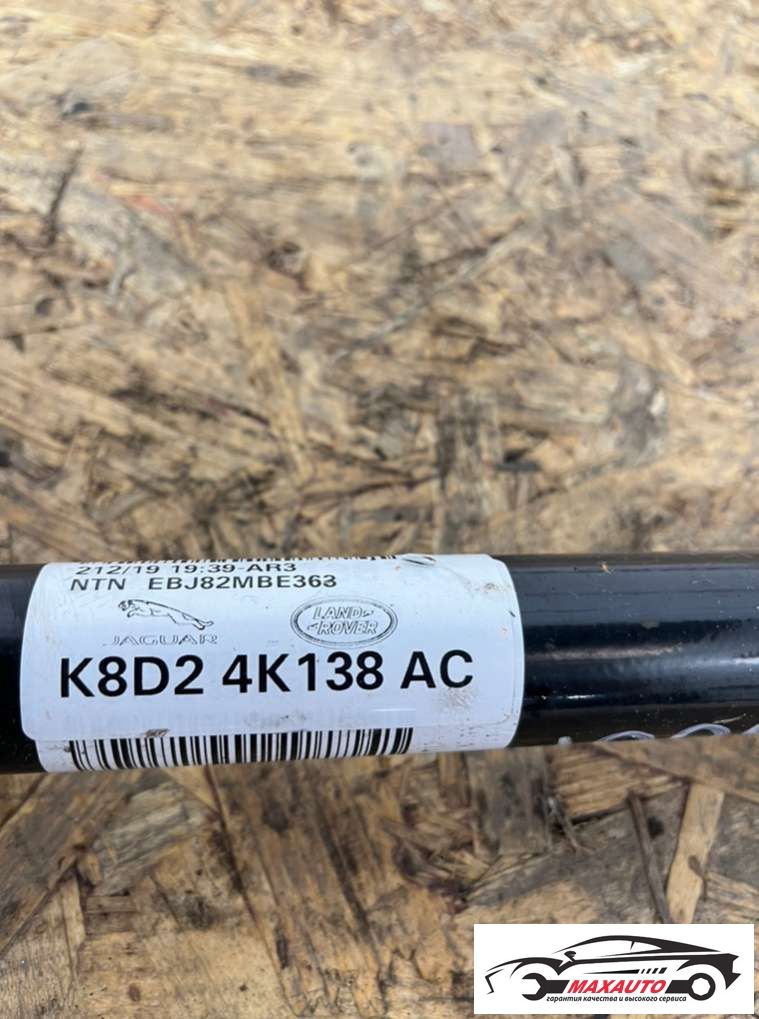 212/19 19:39-AR3
NTN EBJ82MBE363
JAGUAR
LAND
ROVER
K8D2 4K138 AC
MAXAUTO
гарантия качества и высокого сервиса